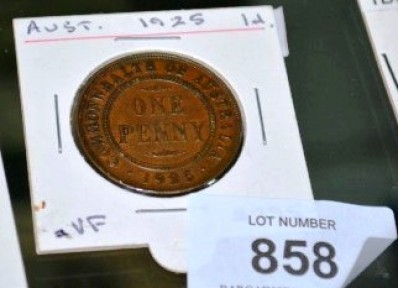 AUST. 1925 1d.
COMMONWEALTH OF AUSTRALIA
ONE
PENNY
1925
aVF
LOT NUMBER
858